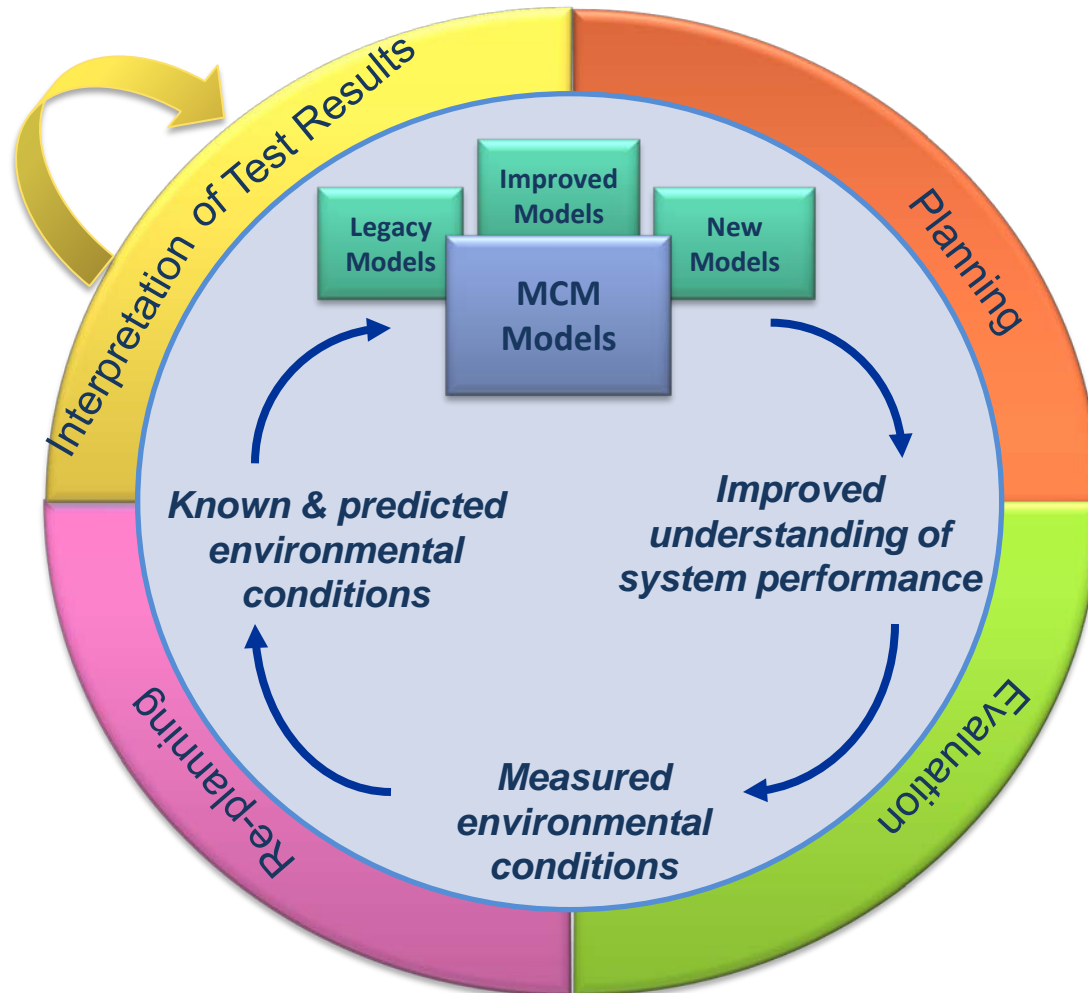 Interpretation of Test Results
Planning
Improved
Models
Legacy
Models
New
Models
MCM
Models
Known & predicted
environmental
conditions
Improved
understanding of
system performance
Measured
environmental
conditions
Re-planning
Evaluation